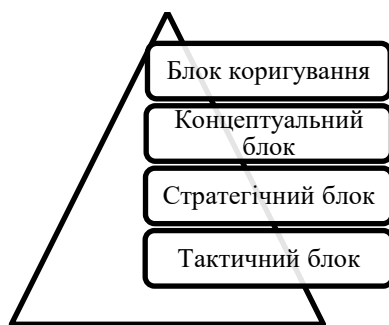 Блок коригування
Концептуальний
блок
Стратегічний блок
Тактичний блок